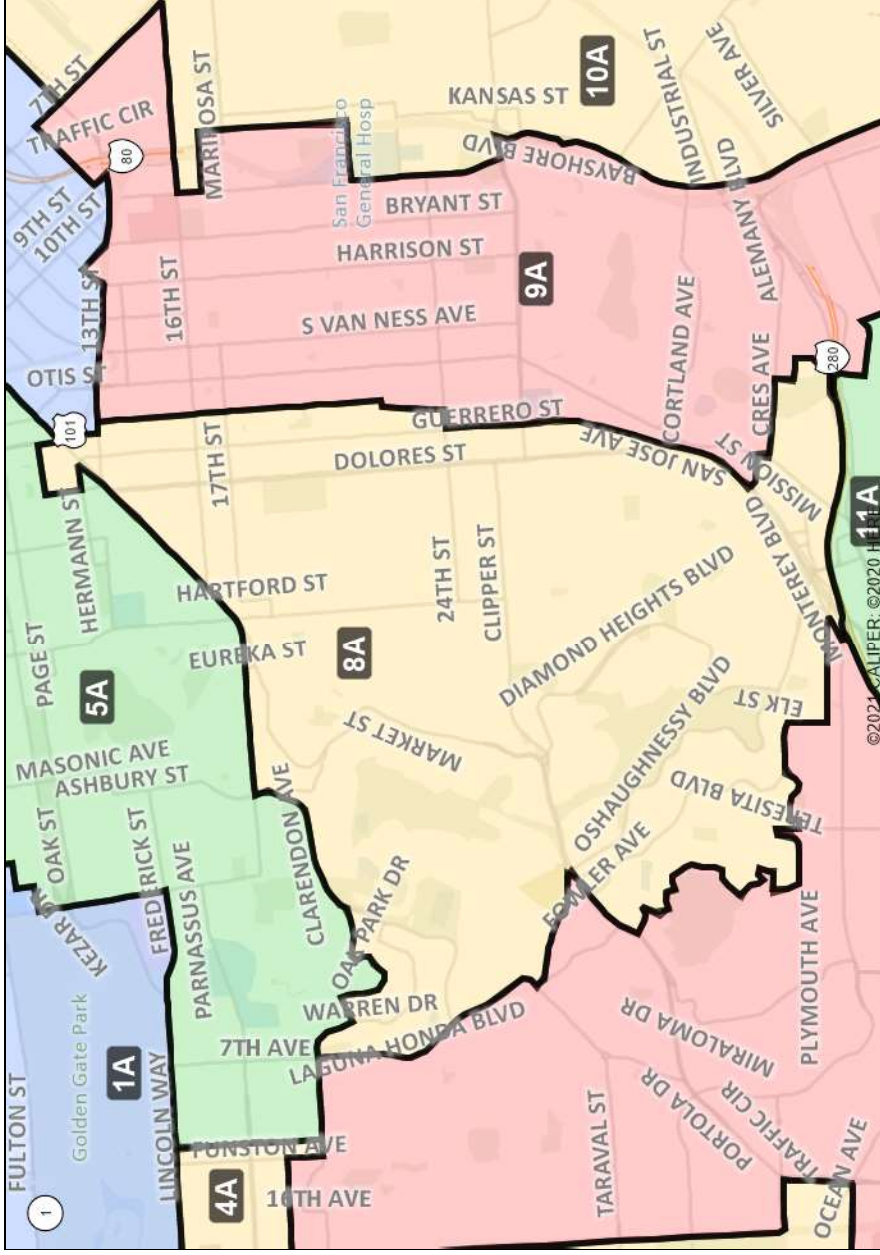 7TH ST
TRAFFIC CIR
80
MARIPOSA ST
San Francisco
General Hosp
KANSAS ST
10A
INDUSTRIAL ST
SILVER AVE
9TH ST
10TH ST
BAYSHORE BLVD
BRYANT ST
HARRISON ST
ALEMANY BLVD
13TH ST
16TH ST
S VAN NESS AVE
9A
CORTLAND AVE
OTIS ST
101
GUERRERO ST
CRES AVE
280
17TH ST
DOLORES ST
SAN JOSE AVE
MISSION ST
MISSION
11A
HERMANN ST
HARTFORD ST
24TH ST
CLIPPER ST
MONTEREY BLVD
MONTEREY BLVD
PAGE ST
5A
EUREKA ST
8A
DIAMOND HEIGHTS BLVD
©2021 CALIPER; ©2020 HERE
MASONIC AVE
ASHBURY ST
MARKET ST
OSHAUGHNESSY BLVD
ELK ST
TERESITA BLVD
OAK ST
FREDERICK ST
CLARENDON AVE
FOWLER AVE
KEZAR DR
PARNASSUS AVE
OAK PARK DR
PLYMOUTH AVE
Golden Gate Park
1A
7TH AVE
WARREN DR
LAGUNA HONDA BLVD
MIRALOMA DR
FULTON ST
LINCOLN WAY
FUNSTON AVE
TARAVAL ST
PORTOLA DR
TRAFFIC CIR
1
4A
16TH AVE
OCEAN AVE